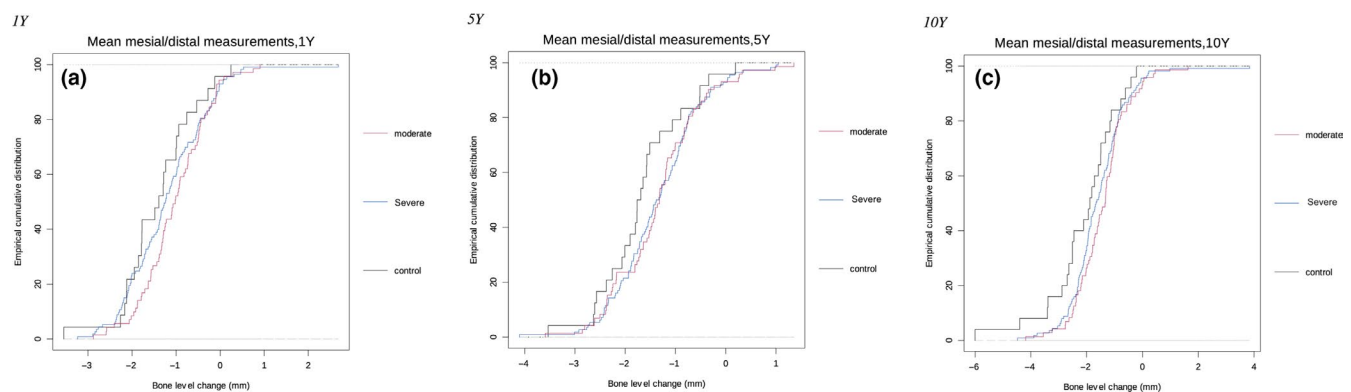 1Y
Mean mesial/distal measurements,1Y
(a)
Empirical cumulative distribution
100
80
60
40
20
0
−3 −2 −1 0 1 2
Bone level change (mm)
moderate
Severe
control
5Y
Mean mesial/distal measurements,5Y
(b)
Empirical cumulative distribution
100
80
60
40
20
0
−4 −3 −2 −1 0 1
Bone level change (mm)
moderate
Severe
control
10Y
Mean mesial/distal measurements,10Y
(c)
Empirical cumulative distribution
100
80
60
40
20
0
−6 −4 −2 0 2 4
Bone level change (mm)
moderate
Severe
control